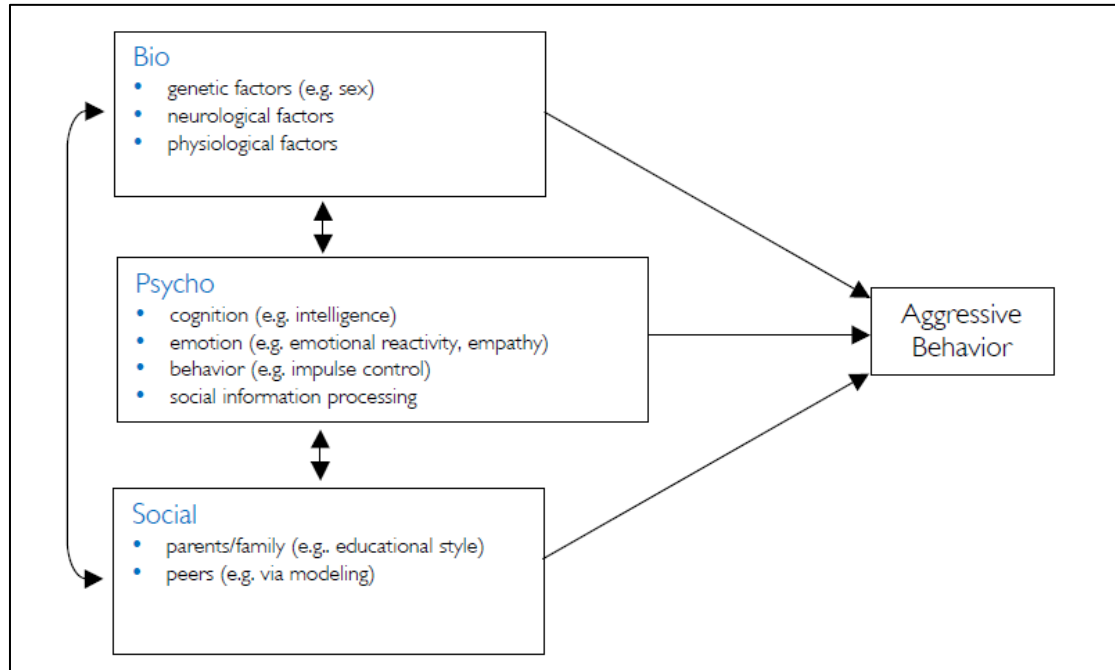 Bio
• genetic factors (e.g. sex)
• neurological factors
• physiological factors
Psycho
• cognition (e.g. intelligence)
• emotion (e.g. emotional reactivity, empathy)
• behavior (e.g. impulse control)
• social information processing
Social
• parents/family (e.g.. educational style)
• peers (e.g. via modeling)
Aggressive
Behavior